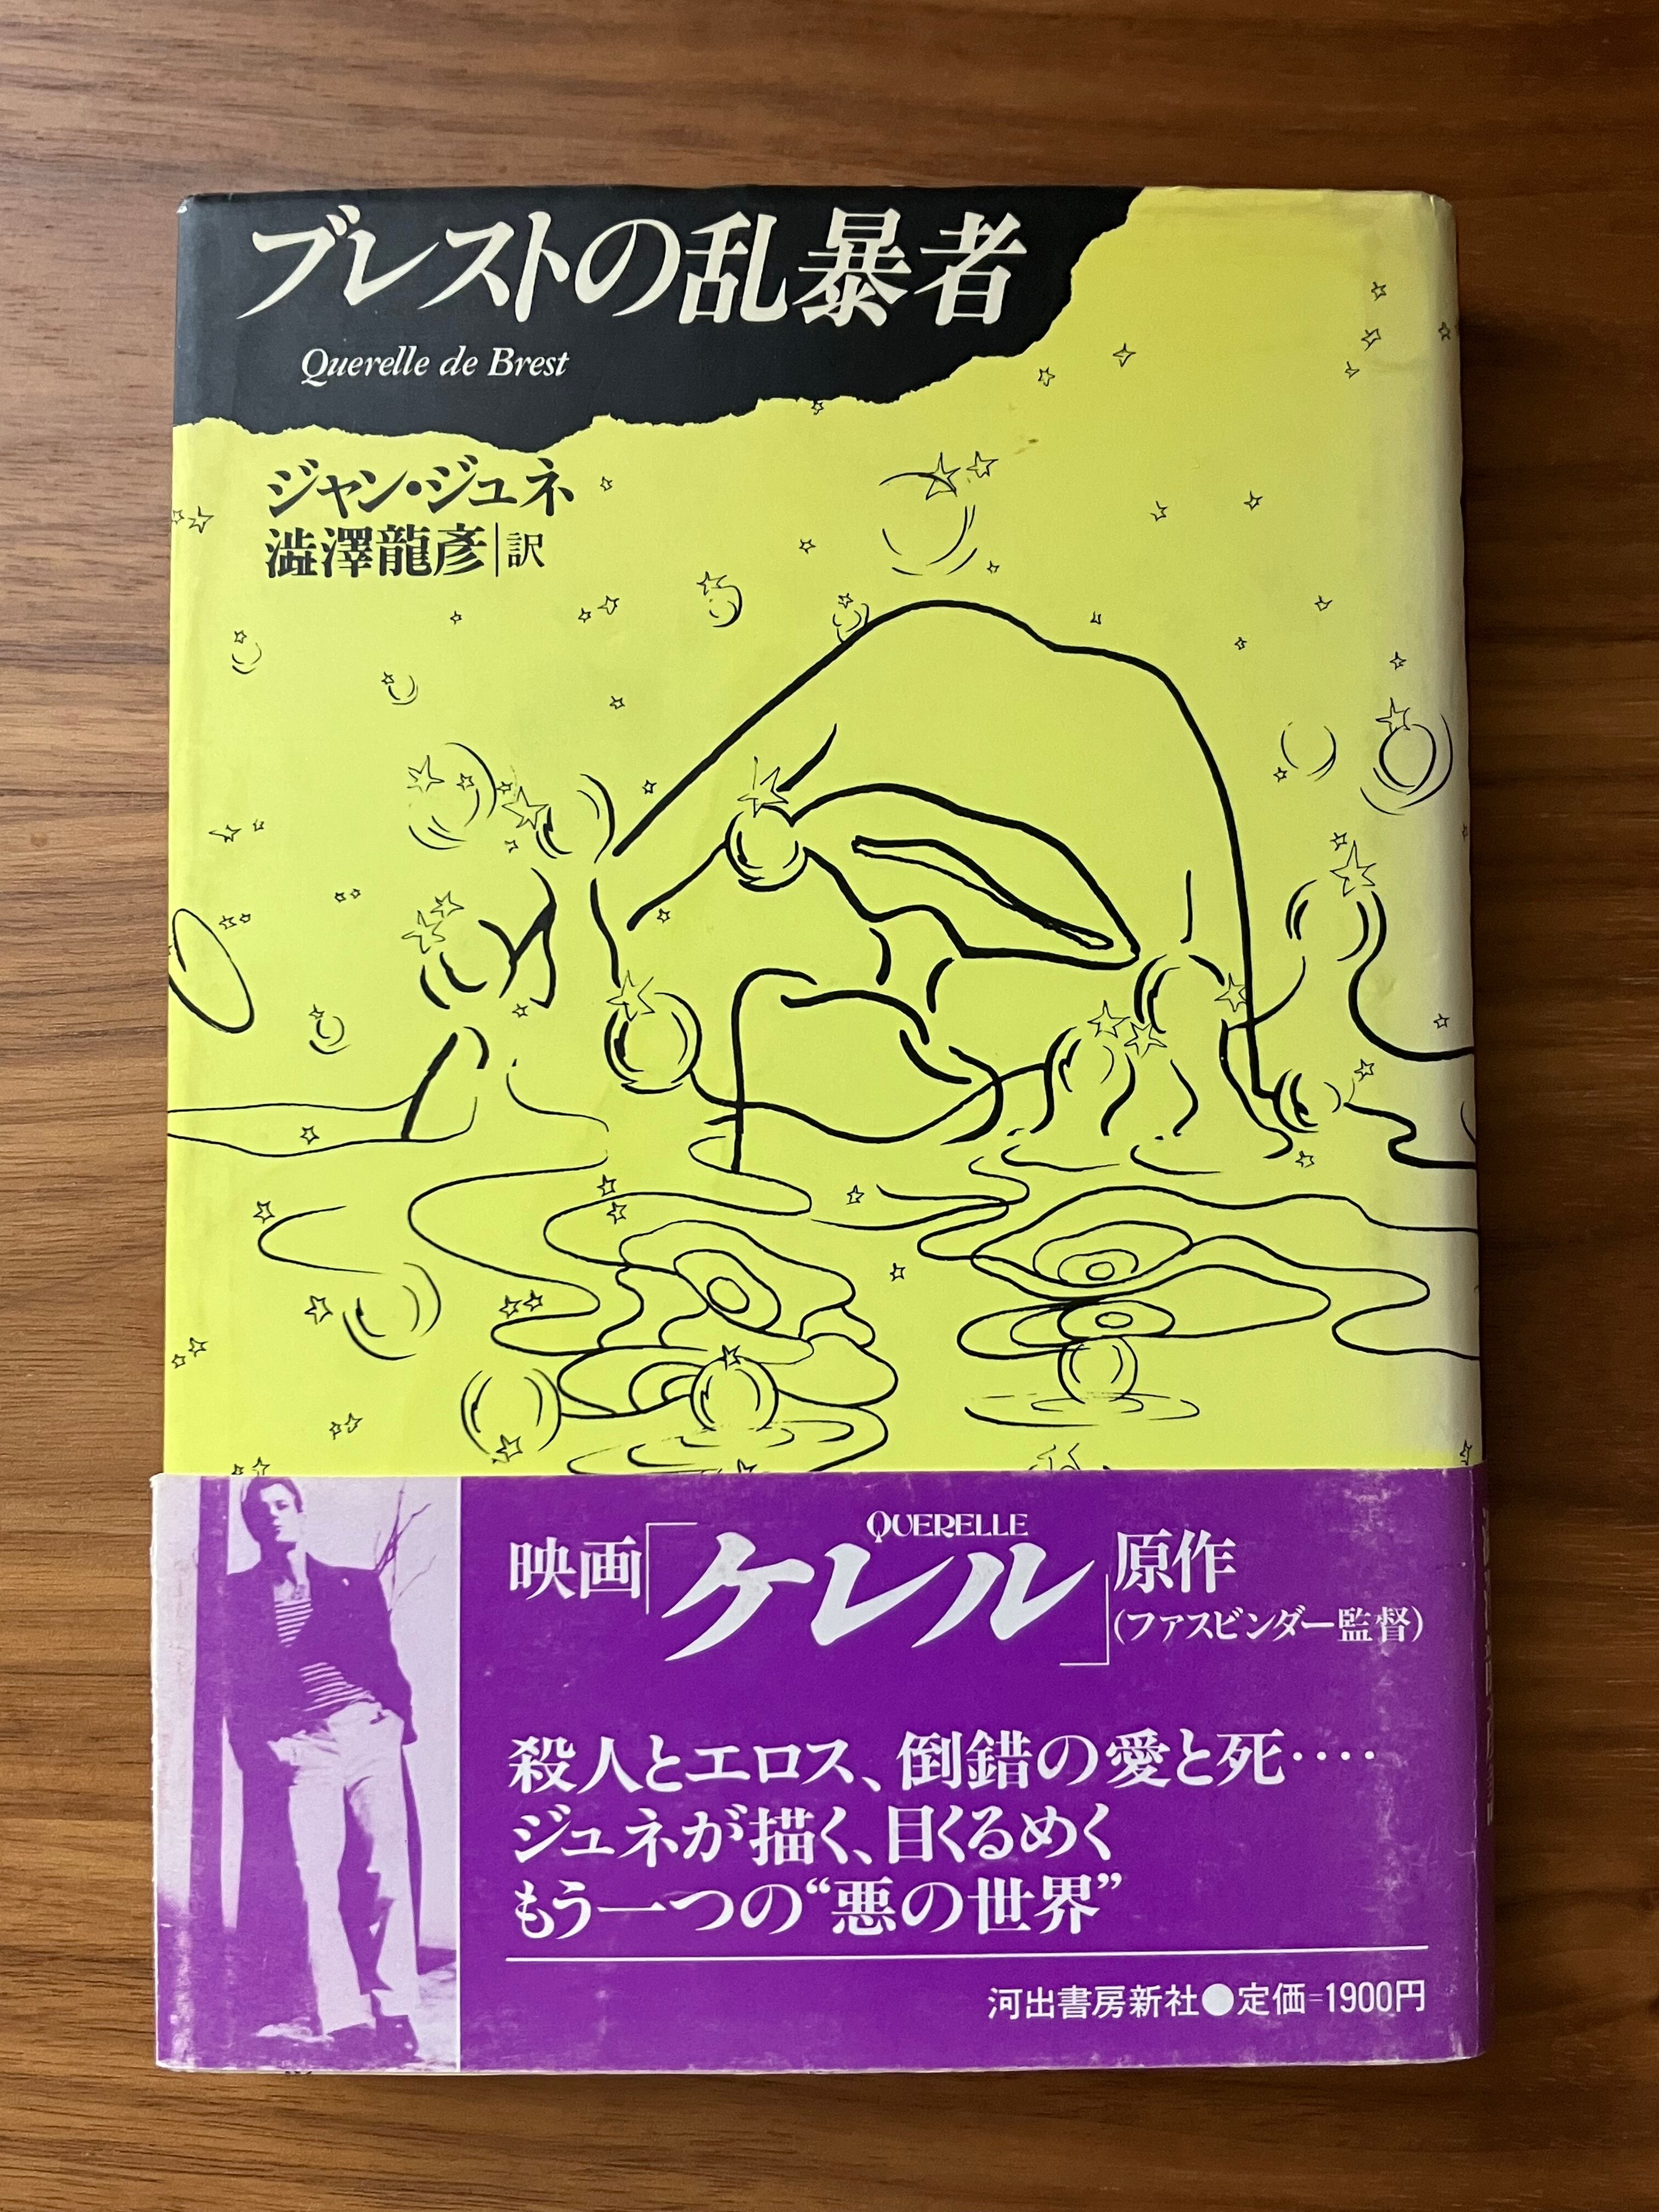 ブレストの乱暴者
Querelle de Brest
ジャン・ジュネ
澁澤龍彥|訳
QUERELLE
映画「ケレル」原作
(ファスビンダー監督)
殺人とエロス、倒錯の愛と死‥‥
ジュネが描く、目くるめく
もう一つの“悪の世界”
河出書房新社●定価=1900円